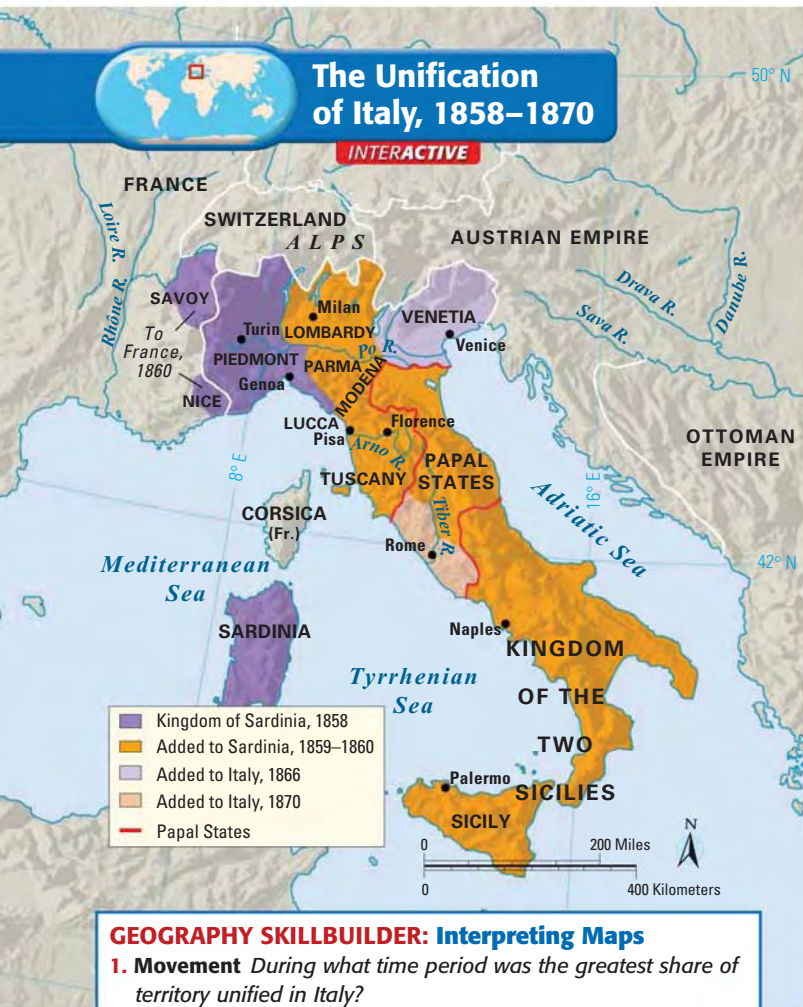 The Unification
of Italy, 1858–1870
INTERACTIVE
50° N
FRANCE
Loire R.
SWITZERLAND
ALPS
AUSTRIAN EMPIRE
Rhône R.
Drava R.
Danube R.
Sava R.
SAVOY
To
France,
1860
NICE
Turin
PIEDMONT
Genoa
Milan
LOMBARDY
VENETIA
Venice
Po R.
PARMA
MODENA
LUCCA
Pisa
Florence
Arno R.
TUSCANY
PAPAL
STATES
OTTOMAN
EMPIRE
8° E
16° E
Adriatic Sea
CORSICA
(Fr.)
Tiber R.
Rome
42° N
Mediterranean
Sea
SARDINIA
Naples
KINGDOM
OF THE
TWO
SICILIES
Tyrrhenian
Sea
Palermo
SICILY
Kingdom of Sardinia, 1858
Added to Sardinia, 1859–1860
Added to Italy, 1866
Added to Italy, 1870
Papal States
N
0 200 Miles
0 400 Kilometers
GEOGRAPHY SKILLBUILDER: Interpreting Maps
1. Movement During what time period was the greatest share of
territory unified in Italy?